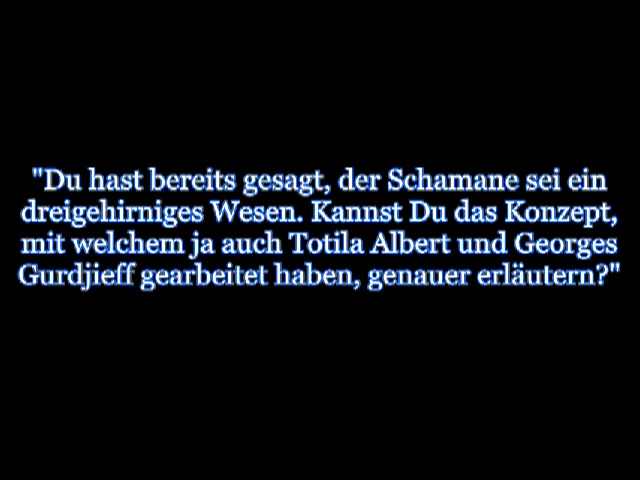 "Du hast bereits gesagt, der Schamane sei ein
dreigehirniges Wesen. Kannst Du das Konzept,
mit welchem ja auch Totila Albert und Georges
Gurdjieff gearbeitet haben, genauer erläutern?"